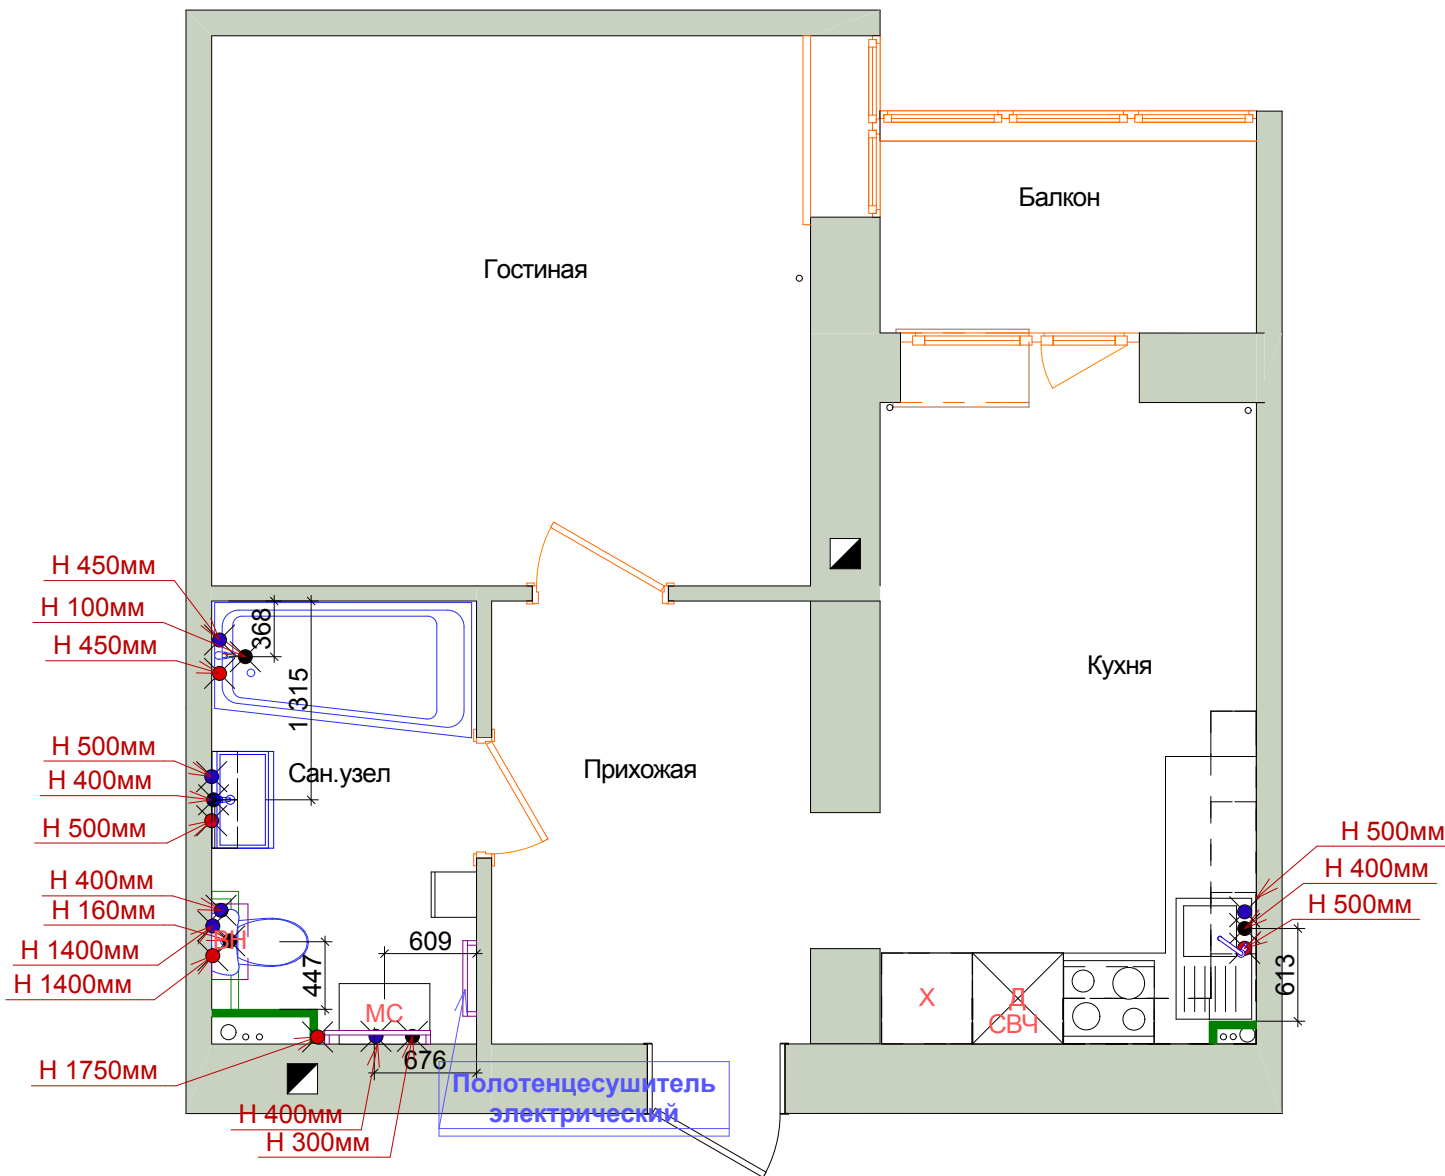 Балкон
Гостиная
Н 450мм
Н 100мм
Н 450мм
368
1 315
Кухня
Н 500мм
Н 400мм
Н 500мм
Сан.узел
Прихожая
Н 500мм
Н 400мм
Н 500мм
Н 400мм
Н 160мм
Н 1400мм
Н 1400мм
ВН
447
609
613
МС
Х
Д
СВЧ
Н 1750мм
676
Полотенцесушитель
электрический
Н 400мм
Н 300мм